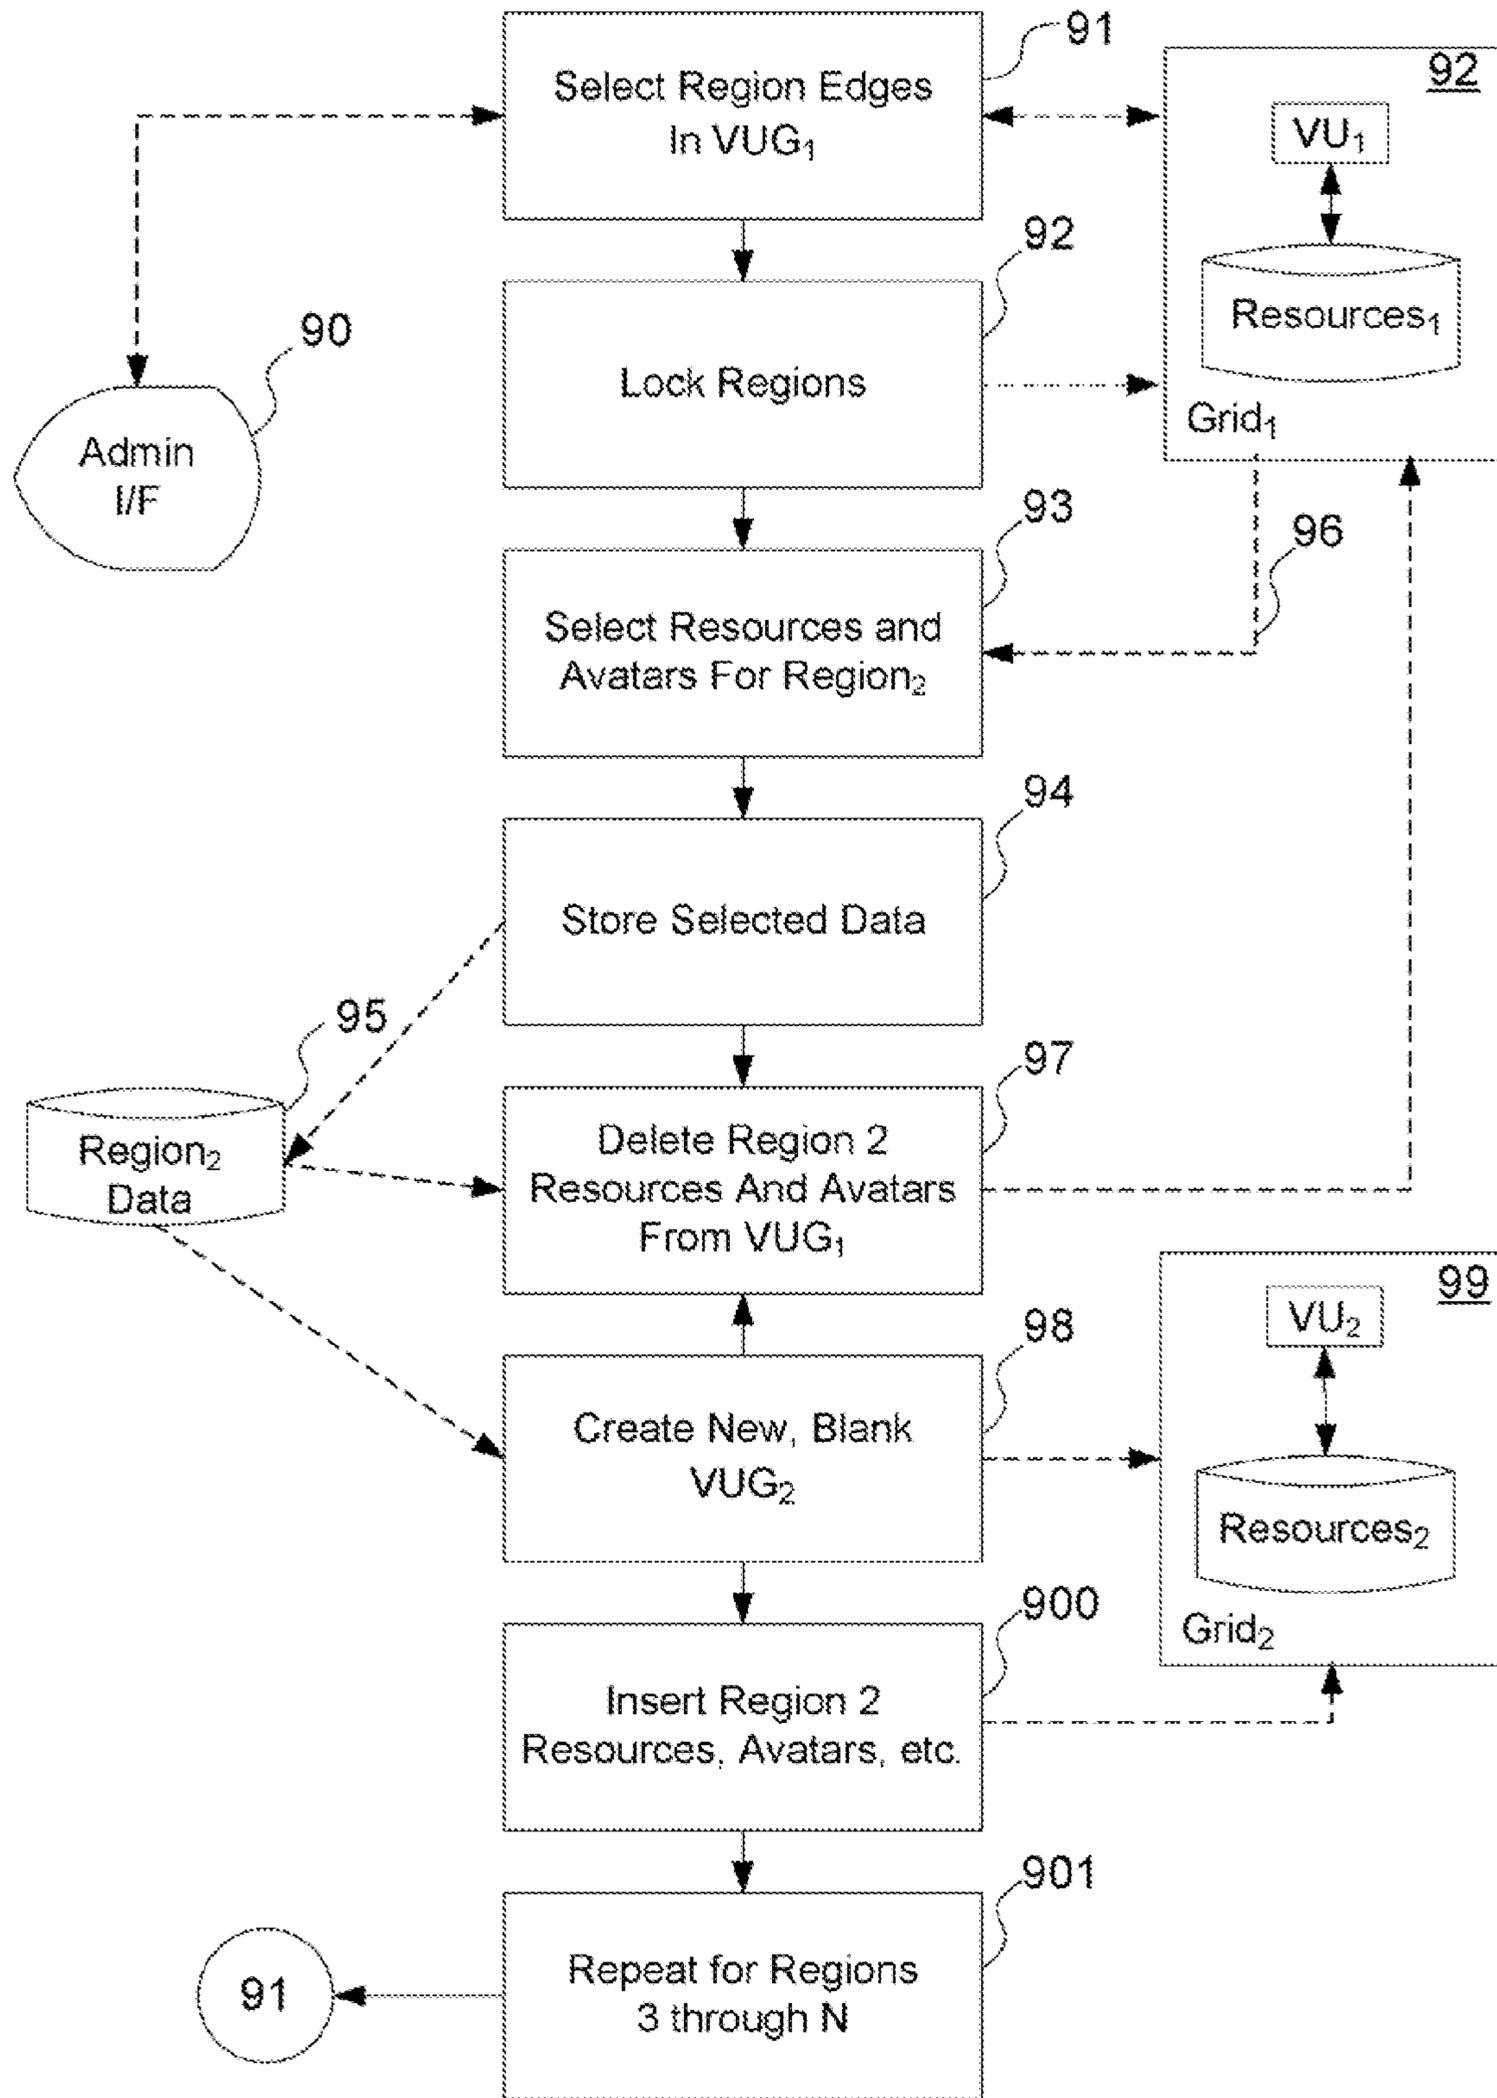 91
Select Region Edges
In VUG₁
92
VU₁
Resources₁
Grid₁
92
Lock Regions
90
Admin
I/F
93
96
Select Resources and
Avatars For Region₂
94
Store Selected Data
95
Region₂
Data
97
Delete Region 2
Resources And Avatars
From VUG₁
98
Create New, Blank
VUG₂
99
VU₂
Resources₂
Grid₂
900
Insert Region 2
Resources, Avatars, etc.
901
Repeat for Regions
3 through N
91